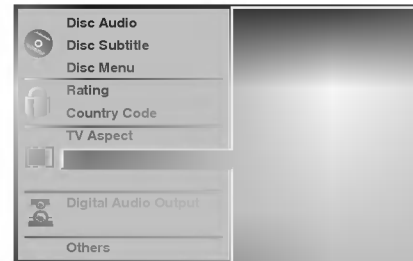 Disc Audio
Disc Subtitle
Disc Menu
Rating
Country Code
TV Aspect
Digital Audio Output
Others